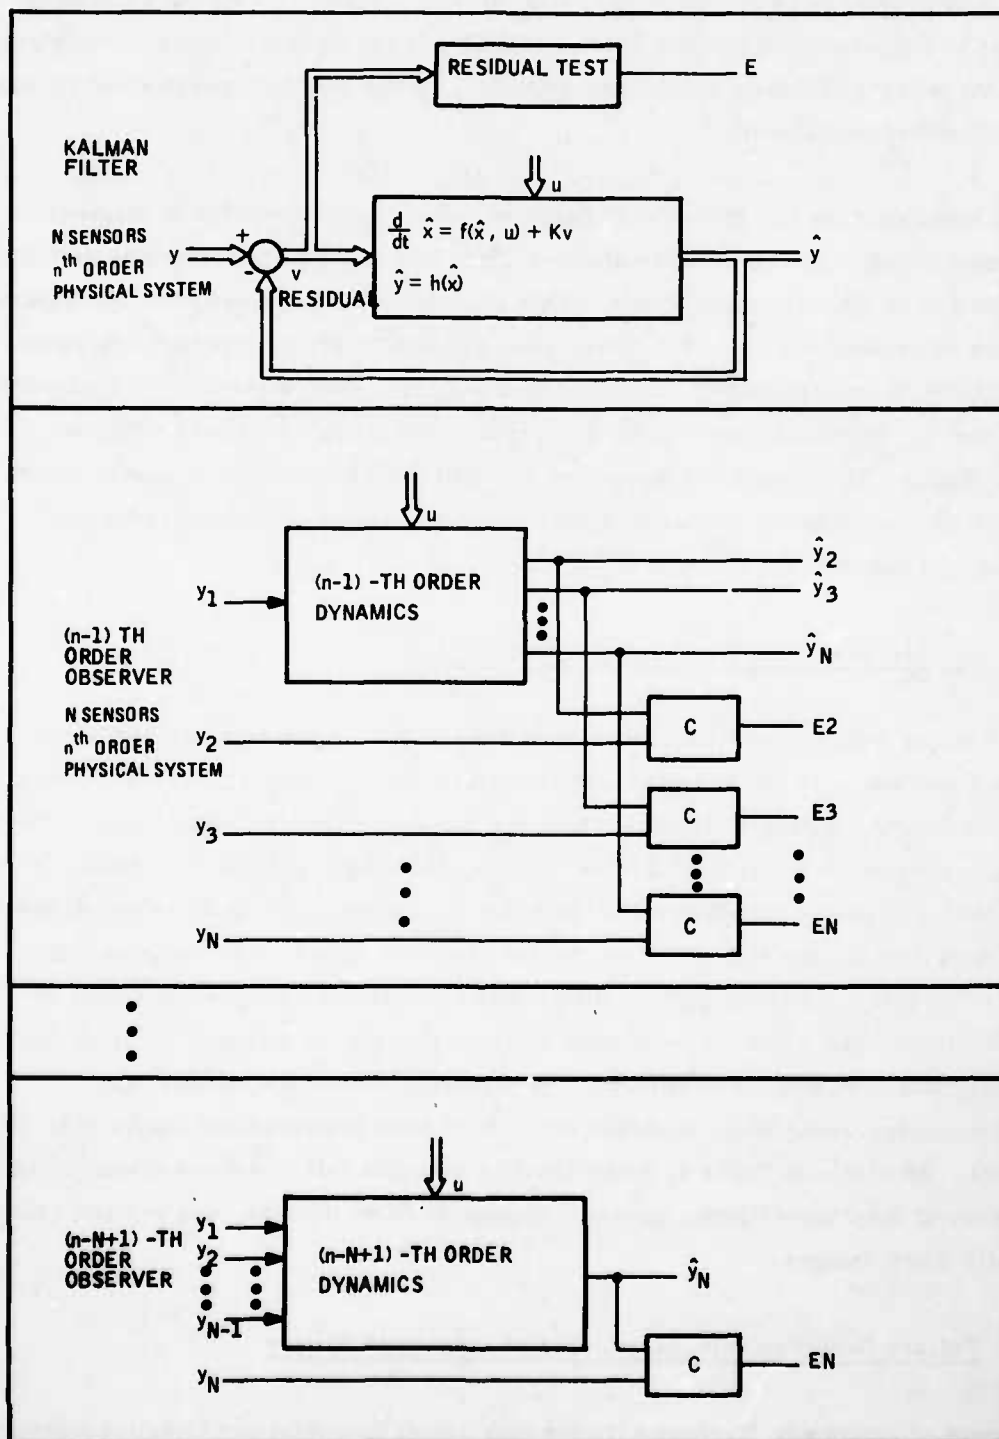 RESIDUAL TEST
E
KALMAN
FILTER
u
d/dt x̂ = f(x̂, u) + Kv
ŷ = h(x̂)
N SENSORS
nth ORDER
PHYSICAL SYSTEM
y
+
-
v
RESIDUAL
ŷ
u
(n-1) -TH ORDER
DYNAMICS
y1
ŷ2
ŷ3
ŷN
(n-1) TH
ORDER
OBSERVER
N SENSORS
nth ORDER
PHYSICAL SYSTEM
y2
C
E2
y3
C
E3
yN
C
EN
u
(n-N+1) -TH
ORDER
OBSERVER
y1
y2
yN-1
(n-N+1) -TH ORDER
DYNAMICS
ŷN
yN
C
EN